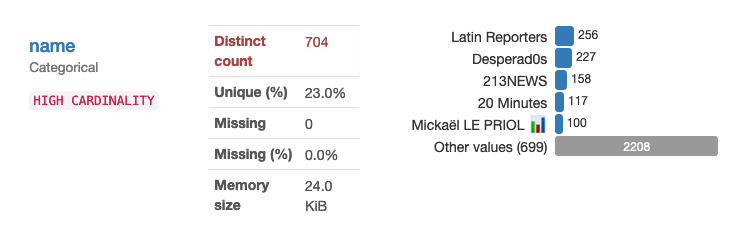 name
Categorical
HIGH CARDINALITY
Distinct count 704
Unique (%) 23.0%
Missing 0
Missing (%) 0.0%
Memory size 24.0 KiB
Latin Reporters 256
Desperad0s 227
213NEWS 158
20 Minutes 117
Mickaël LE PRIOL 📊 100
Other values (699) 2208